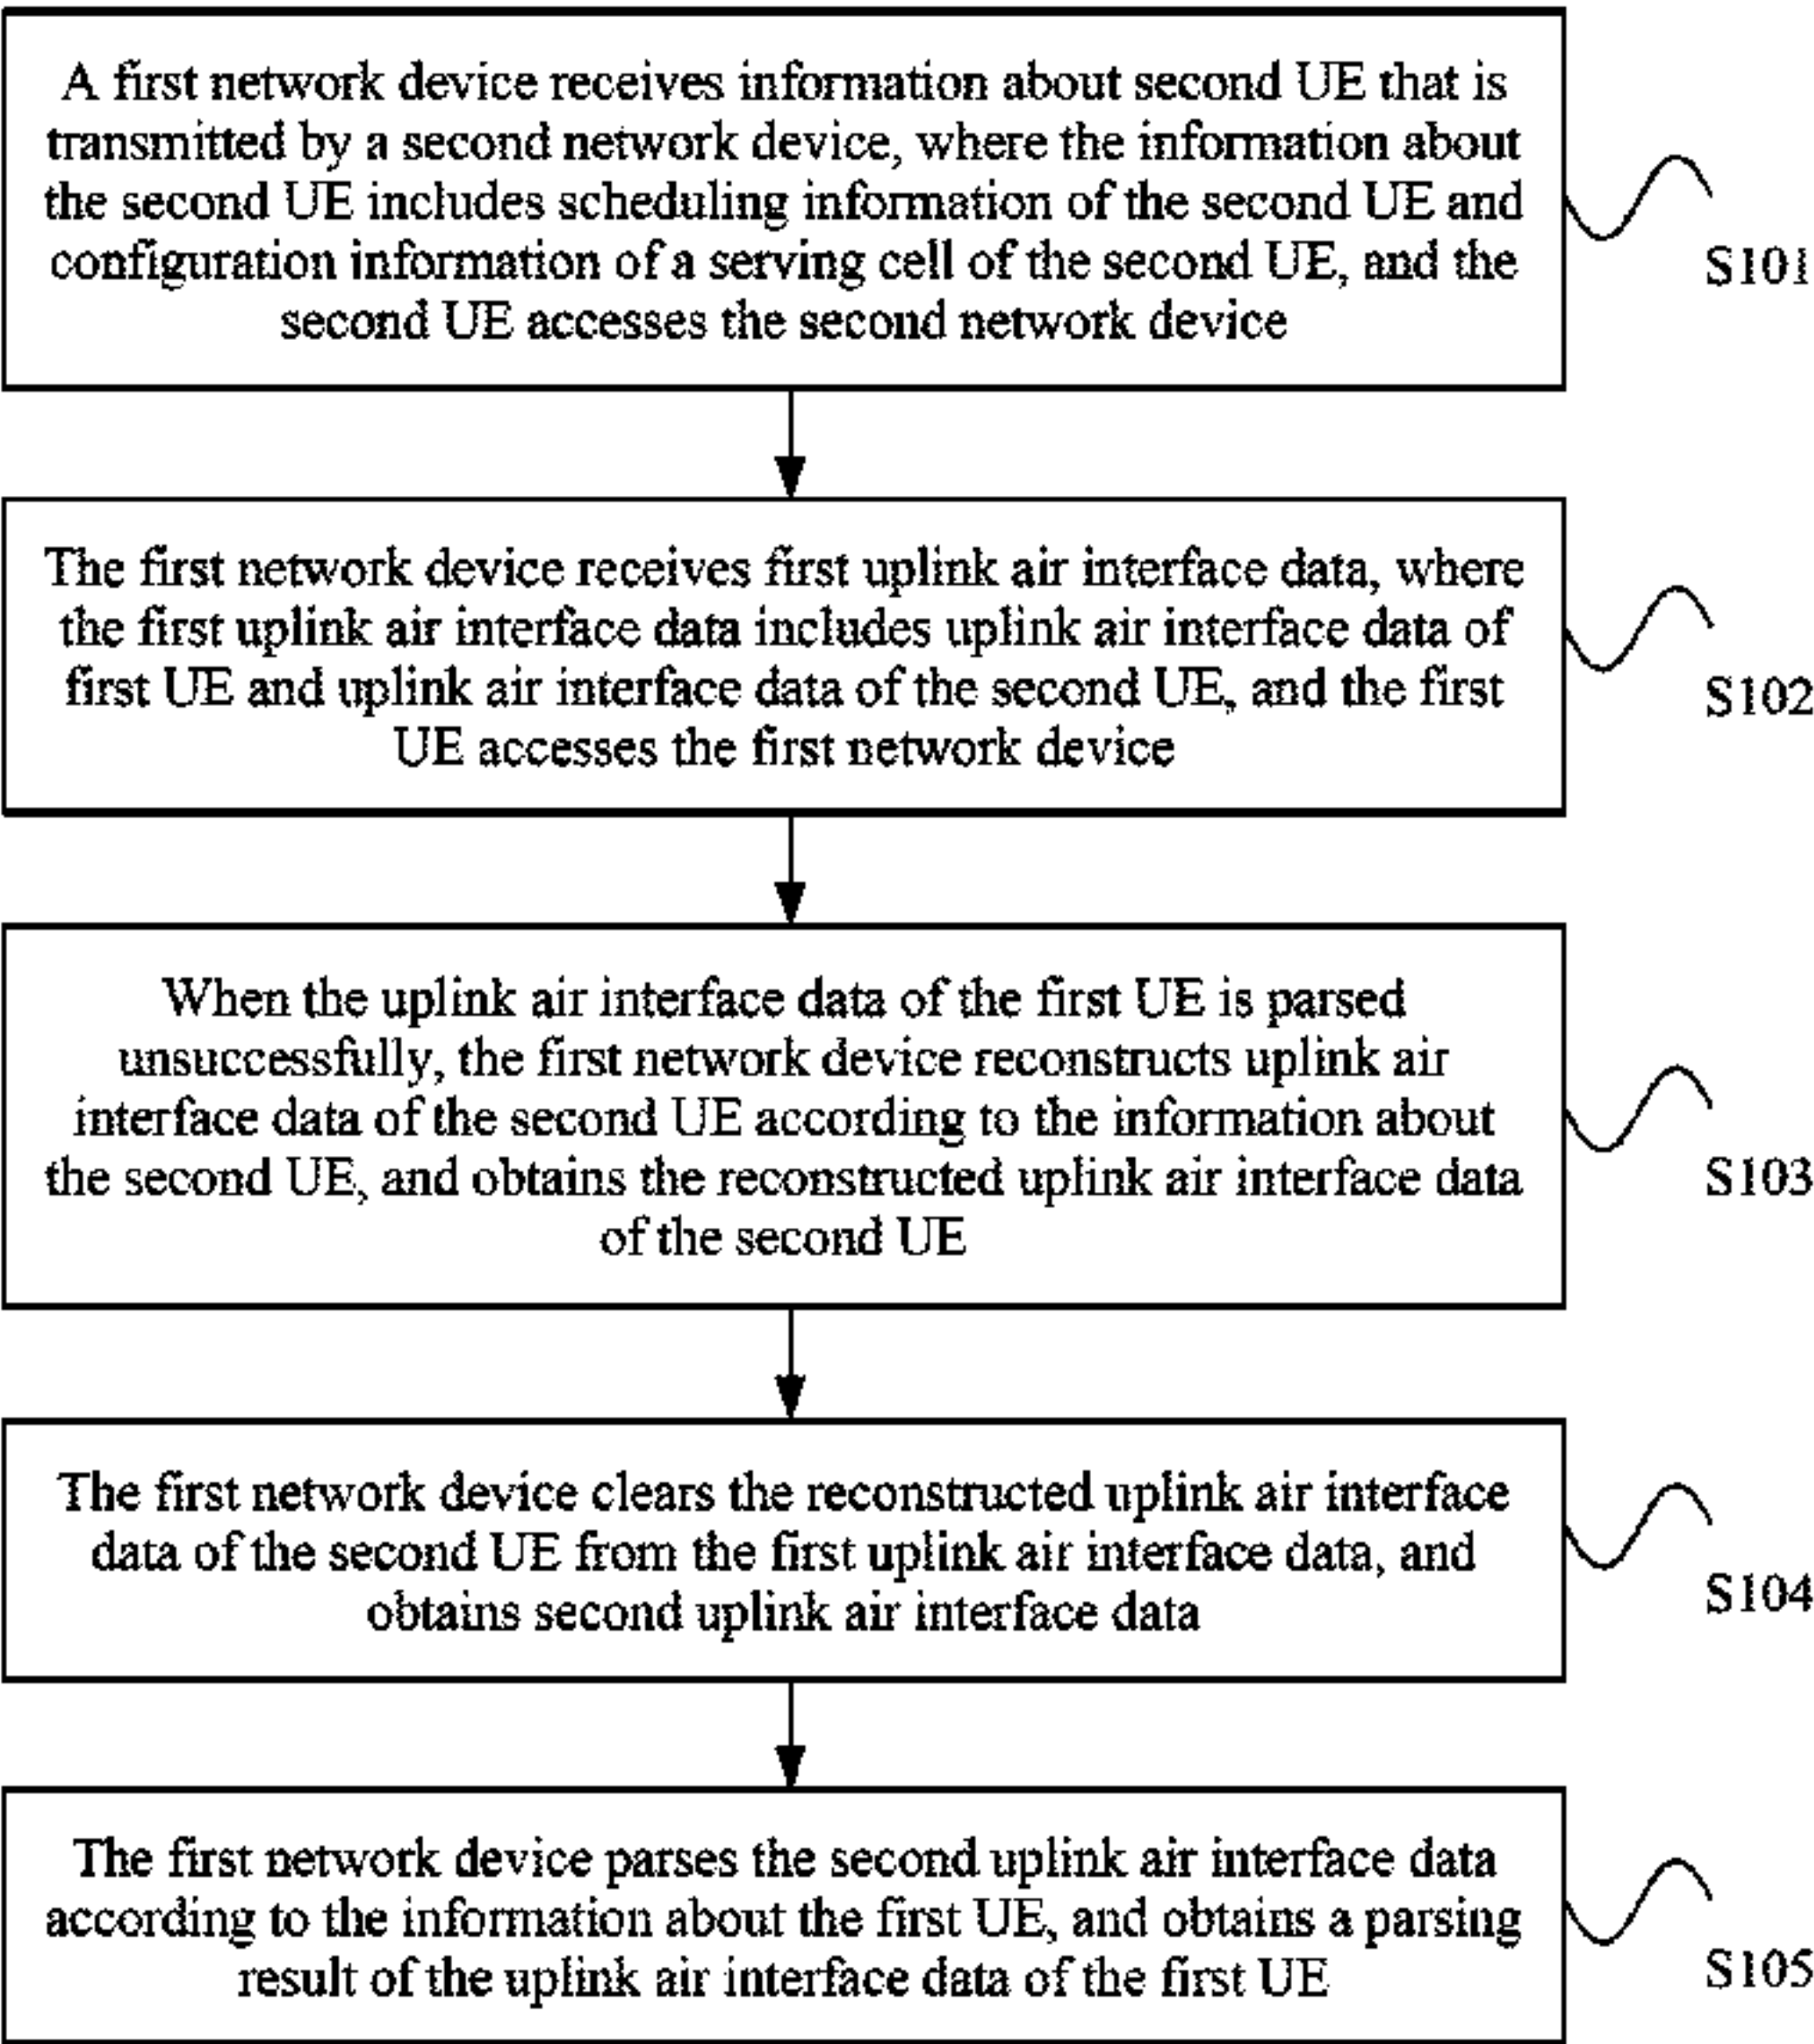 A first network device receives information about second UE that is
transmitted by a second network device, where the information about
the second UE includes scheduling information of the second UE and
configuration information of a serving cell of the second UE, and the
second UE accesses the second network device
S101
The first network device receives first uplink air interface data, where
the first uplink air interface data includes uplink air interface data of
first UE and uplink air interface data of the second UE, and the first
UE accesses the first network device
S102
When the uplink air interface data of the first UE is parsed
unsuccessfully, the first network device reconstructs uplink air
interface data of the second UE according to the information about
the second UE, and obtains the reconstructed uplink air interface data
of the second UE
S103
The first network device clears the reconstructed uplink air interface
data of the second UE from the first uplink air interface data, and
obtains second uplink air interface data
S104
The first network device parses the second uplink air interface data
according to the information about the first UE, and obtains a parsing
result of the uplink air interface data of the first UE
S105